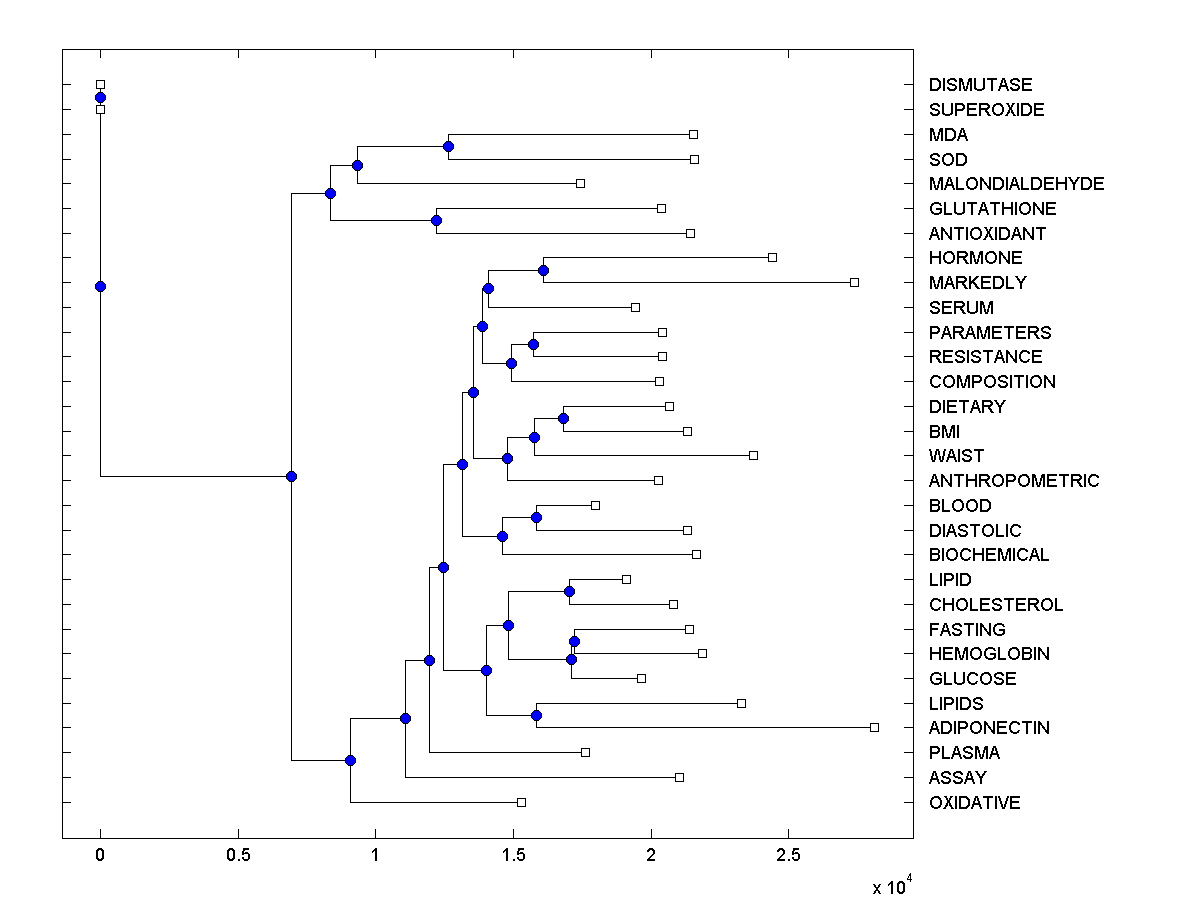 DISMUTASE
SUPEROXIDE
MDA
SOD
MALONDIALDEHYDE
GLUTATHIONE
ANTIOXIDANT
HORMONE
MARKEDLY
SERUM
PARAMETERS
RESISTANCE
COMPOSITION
DIETARY
BMI
WAIST
ANTHROPOMETRIC
BLOOD
DIASTOLIC
BIOCHEMICAL
LIPID
CHOLESTEROL
FASTING
HEMOGLOBIN
GLUCOSE
LIPIDS
ADIPONECTIN
PLASMA
ASSAY
OXIDATIVE
0 0.5 1 1.5 2 2.5
x 10^4